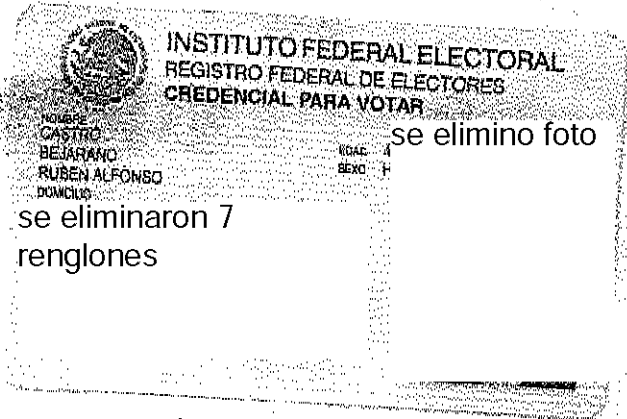 INSTITUTO FEDERAL ELECTORAL
REGISTRO FEDERAL DE ELECTORES
CREDENCIAL PARA VOTAR
NOMBRE
CASTRO
BEJARANO
RUBEN ALFONSO
DOMICILIO
EDAD
SEXO H
se elimino foto
se eliminaron 7
renglones